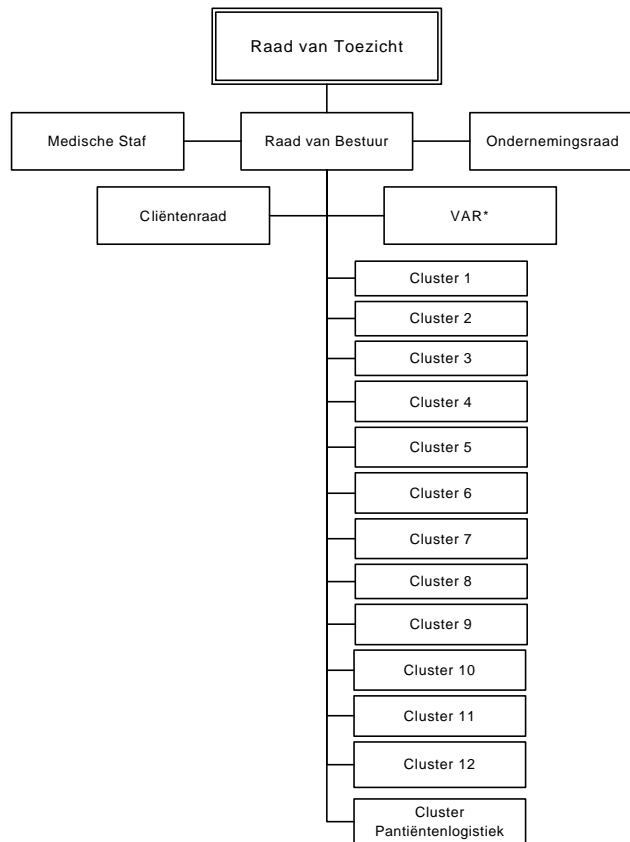 Raad van Toezicht
Medische Staf
Raad van Bestuur
Ondernemingsraad
Cliëntenraad
VAR*
Cluster 1
Cluster 2
Cluster 3
Cluster 4
Cluster 5
Cluster 6
Cluster 7
Cluster 8
Cluster 9
Cluster 10
Cluster 11
Cluster 12
Cluster
Pantiëntenlogistiek